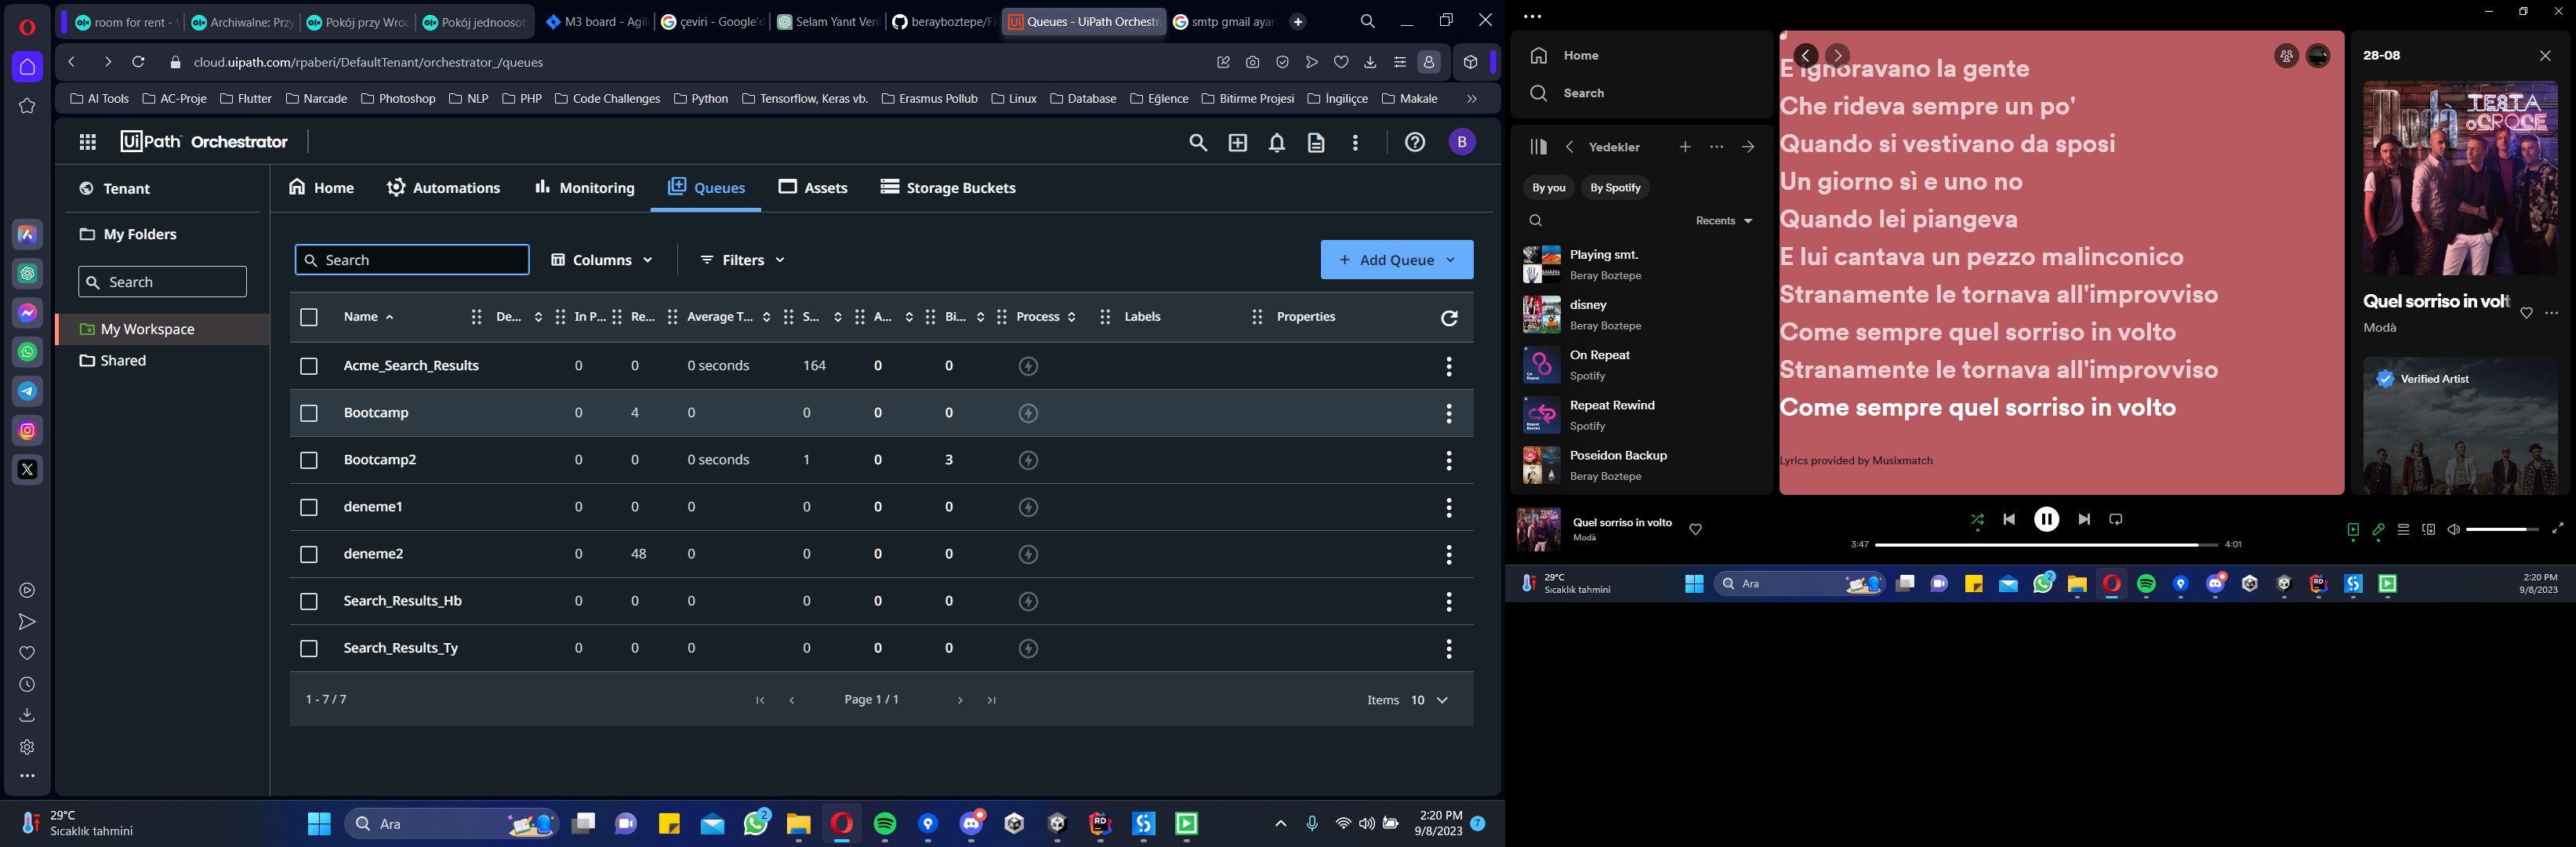 room for rent - W
Archiwalne: Przy
Pokój przy Wroc
Pokój jednoosob
M3 board - Agil
çeviri - Google'd
Selam Yanıt Veril
berayboztepe/Fl
Queues - UiPath Orchestr
smtp gmail ayar
cloud.uipath.com/rpaberi/DefaultTenant/orchestrator_/queues
AI Tools
AC-Proje
Flutter
Narcade
Photoshop
NLP
PHP
Code Challenges
Python
Tensorflow, Keras vb.
Erasmus Pollub
Linux
Database
Eğlence
Bitirme Projesi
İngiliçce
Makale
UiPath Orchestrator
B
Tenant
My Folders
Search
My Workspace
Shared
Home
Automations
Monitoring
Queues
Assets
Storage Buckets
Search
Columns
Filters
+ Add Queue
Name De... In P... Re... Average T... S... A... Bi... Process Labels Properties
Acme_Search_Results 0 0 0 seconds 164 0 0
Bootcamp 0 4 0 0 0 0
Bootcamp2 0 0 0 seconds 1 0 3
deneme1 0 0 0 0 0 0
deneme2 0 48 0 0 0 0
Search_Results_Hb 0 0 0 0 0 0
Search_Results_Ty 0 0 0 0 0 0
1 - 7 / 7
Page 1 / 1
Items 10
29°C
Sıcaklık tahmini
Ara
2
2:20 PM
9/8/2023
7
Home
Search
Yedekler
By you
By Spotify
Recents
Playing smt.
Beray Boztepe
disney
Beray Boztepe
On Repeat
Spotify
Repeat Rewind
Spotify
Poseidon Backup
Beray Boztepe
E ignoravano la gente
Che rideva sempre un po'
Quando si vestivano da sposi
Un giorno sì e uno no
Quando lei piangeva
E lui cantava un pezzo malinconico
Stranamente le tornava all'improvviso
Come sempre quel sorriso in volto
Stranamente le tornava all'improvviso
Come sempre quel sorriso in volto
Lyrics provided by Musixmatch
28-08
Modà
TESTA
o CROCE
Quel sorriso in volt
Modà
Verified Artist
Quel sorriso in volto
Modà
3:47
4:01
29°C
Sıcaklık tahmini
Ara
2
2:20 PM
9/8/2023